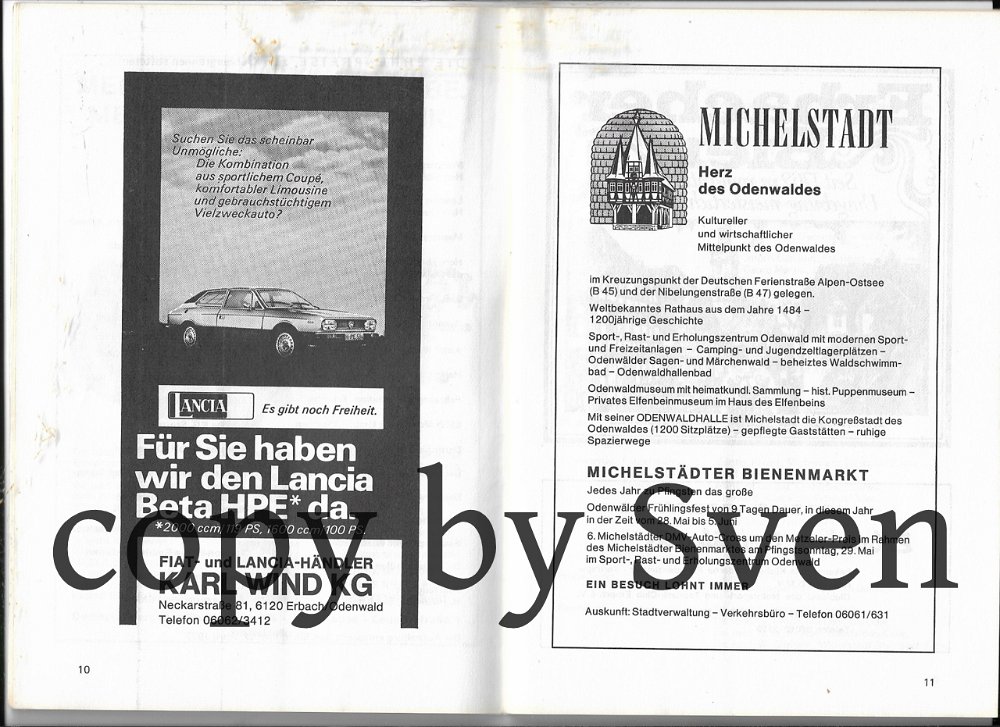 Suchen Sie das scheinbar
Unmögliche:
Die Kombination
aus sportlichem Coupé,
komfortabler Limousine
und gebrauchstüchtigem
Vielzweckauto?
LANCIA
Es gibt noch Freiheit.
Für Sie haben
wir den Lancia
Beta HPE* da.
*2000 ccm, 119 PS, 1600 ccm, 100 PS.
FIAT- und LANCIA-HÄNDLER
KARL WIND KG
Neckarstraße 81, 6120 Erbach/Odenwald
Telefon 06062/3412
10
MICHELSTADT
Herz
des Odenwaldes
Kultureller
und wirtschaftlicher
Mittelpunkt des Odenwaldes
im Kreuzungspunkt der Deutschen Ferienstraße Alpen-Ostsee
(B 45) und der Nibelungenstraße (B 47) gelegen.
Weltbekanntes Rathaus aus dem Jahre 1484 –
1200jährige Geschichte
Sport-, Rast- und Erholungszentrum Odenwald mit modernen Sport-
und Freizeitanlagen – Camping- und Jugendzeltlagerplätzen –
Odenwälder Sagen- und Märchenwald – beheiztes Waldschwimm-
bad – Odenwaldhallenbad
Odenwaldmuseum mit heimatkundl. Sammlung – hist. Puppenmuseum –
Privates Elfenbeinmuseum im Haus des Elfenbeins
Mit seiner ODENWALDHALLE ist Michelstadt die Kongreßstadt des
Odenwaldes (1200 Sitzplätze) – gepflegte Gaststätten – ruhige
Spazierwege
MICHELSTÄDTER BIENENMARKT
Jedes Jahr zu Pfingsten das große
Odenwälder Frühlingsfest von 9 Tagen Dauer, in diesem Jahr
in der Zeit vom 28. Mai bis 5. Juni
6. Michelstädter DMV-Auto-Cross um den Metzeler-Preis im Rahmen
des Michelstädter Bienenmarktes am Pfingstsonntag, 29. Mai
im Sport-, Rast- und Erholungszentrum Odenwald
EIN BESUCH LOHNT IMMER
Auskunft: Stadtverwaltung – Verkehrsbüro – Telefon 06061/631
11
copy by Sven